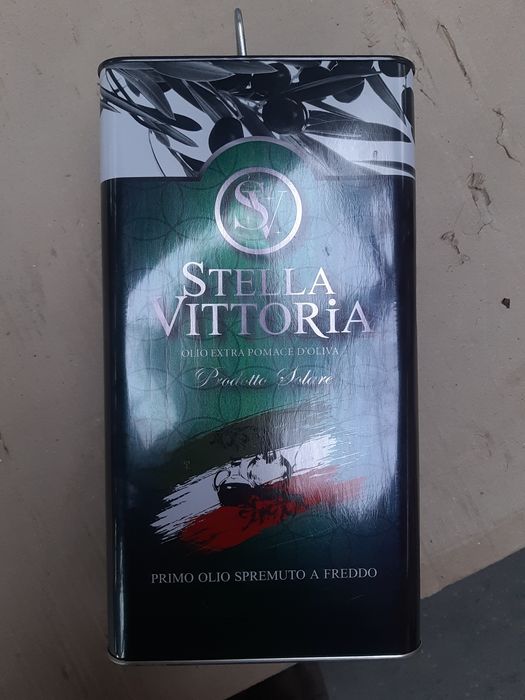 SV
STELLA
VITTORiA
OLIO EXTRA POMACE D'OLIVA
Prodotto Solare
PRIMO OLIO SPREMUTO A FREDDO